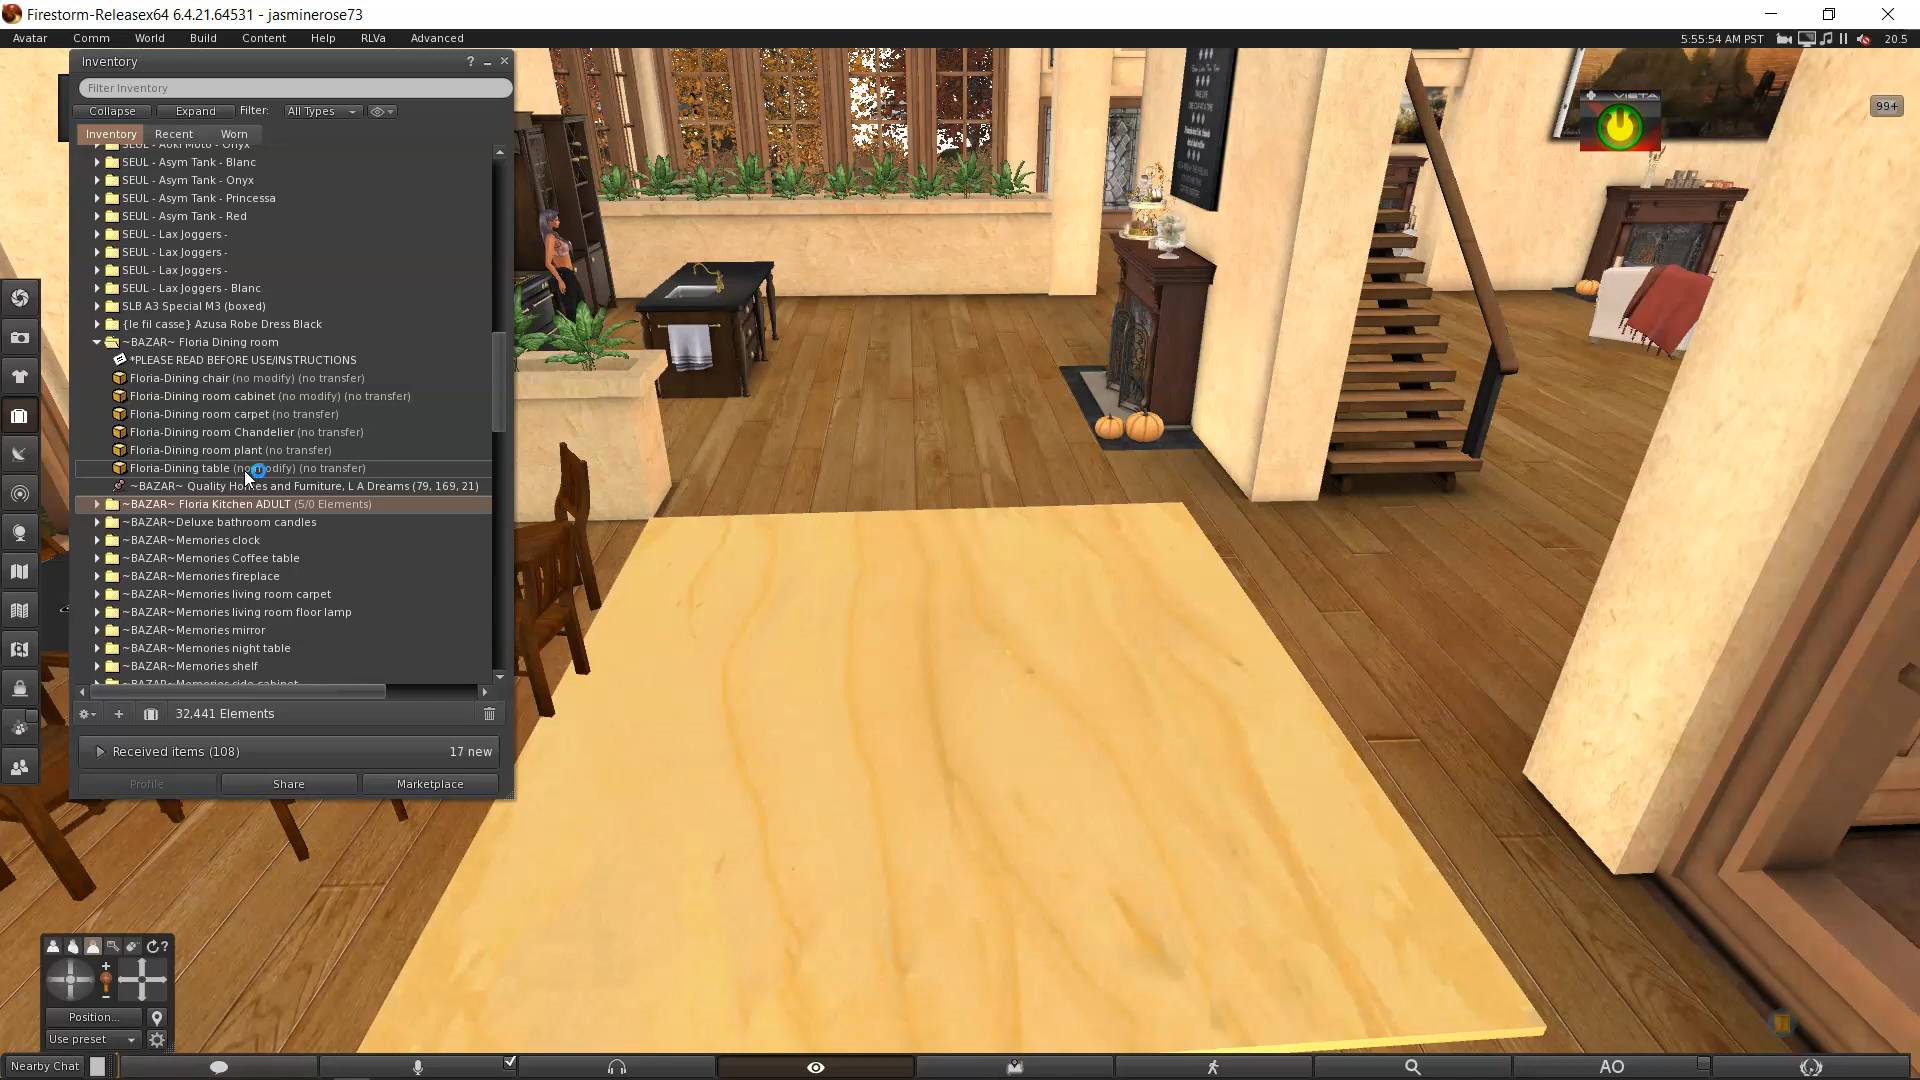 Firestorm-Releasex64 6.4.21.64531 - jasminerose73
Avatar Comm World Build Content Help RLVa Advanced
5:55:54 AM PST
20.5
Inventory
?
Filter Inventory
Collapse Expand Filter: All Types
Inventory Recent Worn
SEUL - Aoki Moto - Onyx
SEUL - Asym Tank - Blanc
SEUL - Asym Tank - Onyx
SEUL - Asym Tank - Princessa
SEUL - Asym Tank - Red
SEUL - Lax Joggers -
SEUL - Lax Joggers -
SEUL - Lax Joggers -
SEUL - Lax Joggers - Blanc
SLB A3 Special M3 (boxed)
{le fil casse} Azusa Robe Dress Black
~BAZAR~ Floria Dining room
*PLEASE READ BEFORE USE/INSTRUCTIONS
Floria-Dining chair (no modify) (no transfer)
Floria-Dining room cabinet (no modify) (no transfer)
Floria-Dining room carpet (no transfer)
Floria-Dining room Chandelier (no transfer)
Floria-Dining room plant (no transfer)
Floria-Dining table (no modify) (no transfer)
~BAZAR~ Quality Homes and Furniture, L A Dreams (79, 169, 21)
~BAZAR~ Floria Kitchen ADULT (5/0 Elements)
~BAZAR~Deluxe bathroom candles
~BAZAR~Memories clock
~BAZAR~Memories Coffee table
~BAZAR~Memories fireplace
~BAZAR~Memories living room carpet
~BAZAR~Memories living room floor lamp
~BAZAR~Memories mirror
~BAZAR~Memories night table
~BAZAR~Memories shelf
~BAZAR~Memories side cabinet
32,441 Elements
Received items (108) 17 new
Profile Share Marketplace
99+
VISTA
?
Position...
Use preset
Nearby Chat
AO